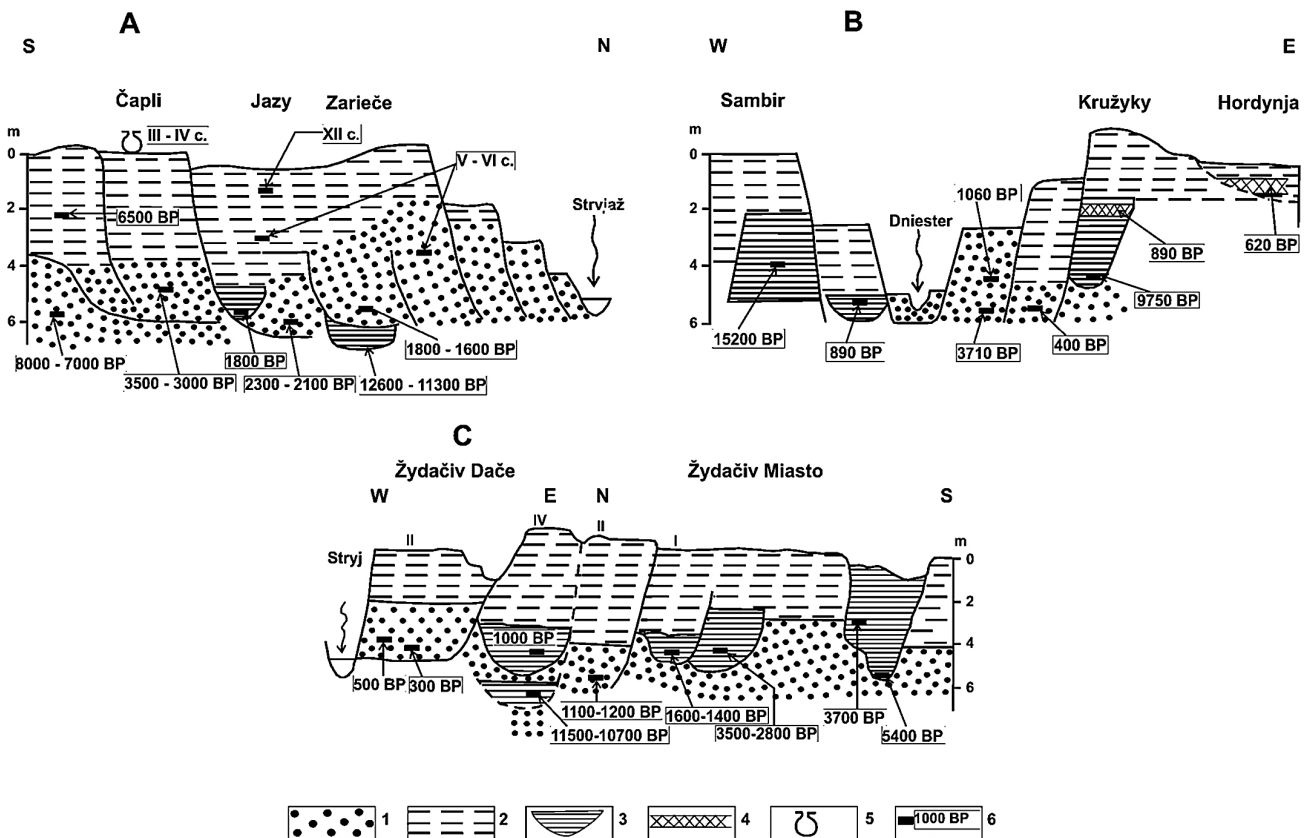 A
S
N
Čapli
Jazy
Zarieče
m
III - IV c.
XII c.
V - VI c.
0
2
4
6
6500 BP
Strvjaž
8000 - 7000 BP
3500 - 3000 BP
1800 BP
2300 - 2100 BP
12600 - 11300 BP
1800 - 1600 BP
B
W
E
Sambir
Kružyky
Hordynja
m
0
2
4
6
1060 BP
Dniester
890 BP
620 BP
9750 BP
15200 BP
890 BP
3710 BP
400 BP
C
Žydačiv Dače
Žydačiv Miasto
W
E
N
S
Stryj
II
IV
II
I
m
0
2
4
6
1000 BP
500 BP
300 BP
1100-1200 BP
11500-10700 BP
1600-1400 BP
3500-2800 BP
3700 BP
5400 BP
1
2
3
4
5
1000 BP
6